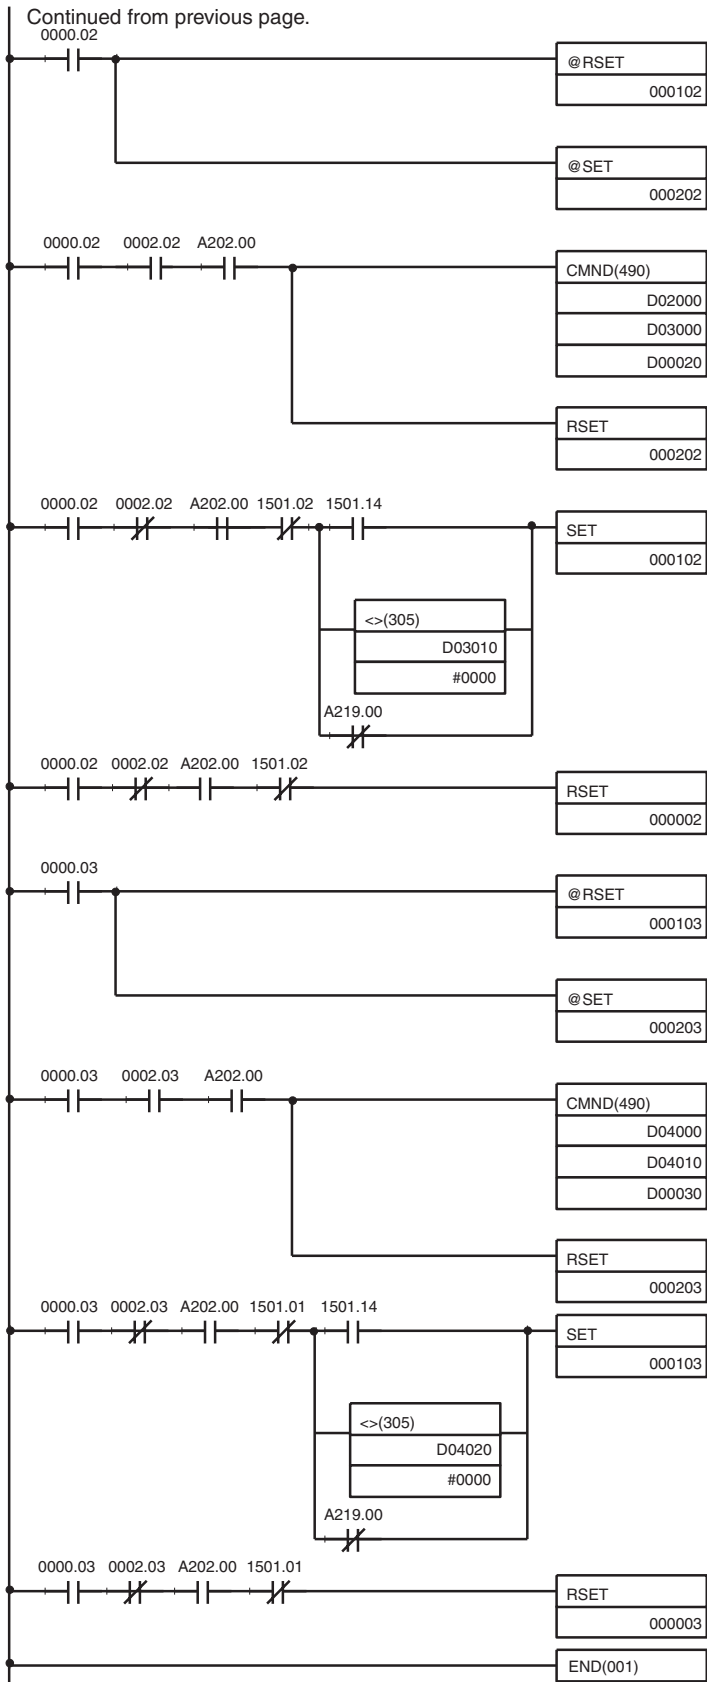 Continued from previous page.
0000.02
@RSET
000102
@SET
000202
0000.02 0002.02 A202.00
CMND(490)
D02000
D03000
D00020
RSET
000202
0000.02 0002.02 A202.00 1501.02 1501.14
SET
000102
<>(305)
D03010
#0000
A219.00
0000.02 0002.02 A202.00 1501.02
RSET
000002
0000.03
@RSET
000103
@SET
000203
0000.03 0002.03 A202.00
CMND(490)
D04000
D04010
D00030
RSET
000203
0000.03 0002.03 A202.00 1501.01 1501.14
SET
000103
<>(305)
D04020
#0000
A219.00
0000.03 0002.03 A202.00 1501.01
RSET
000003
END(001)